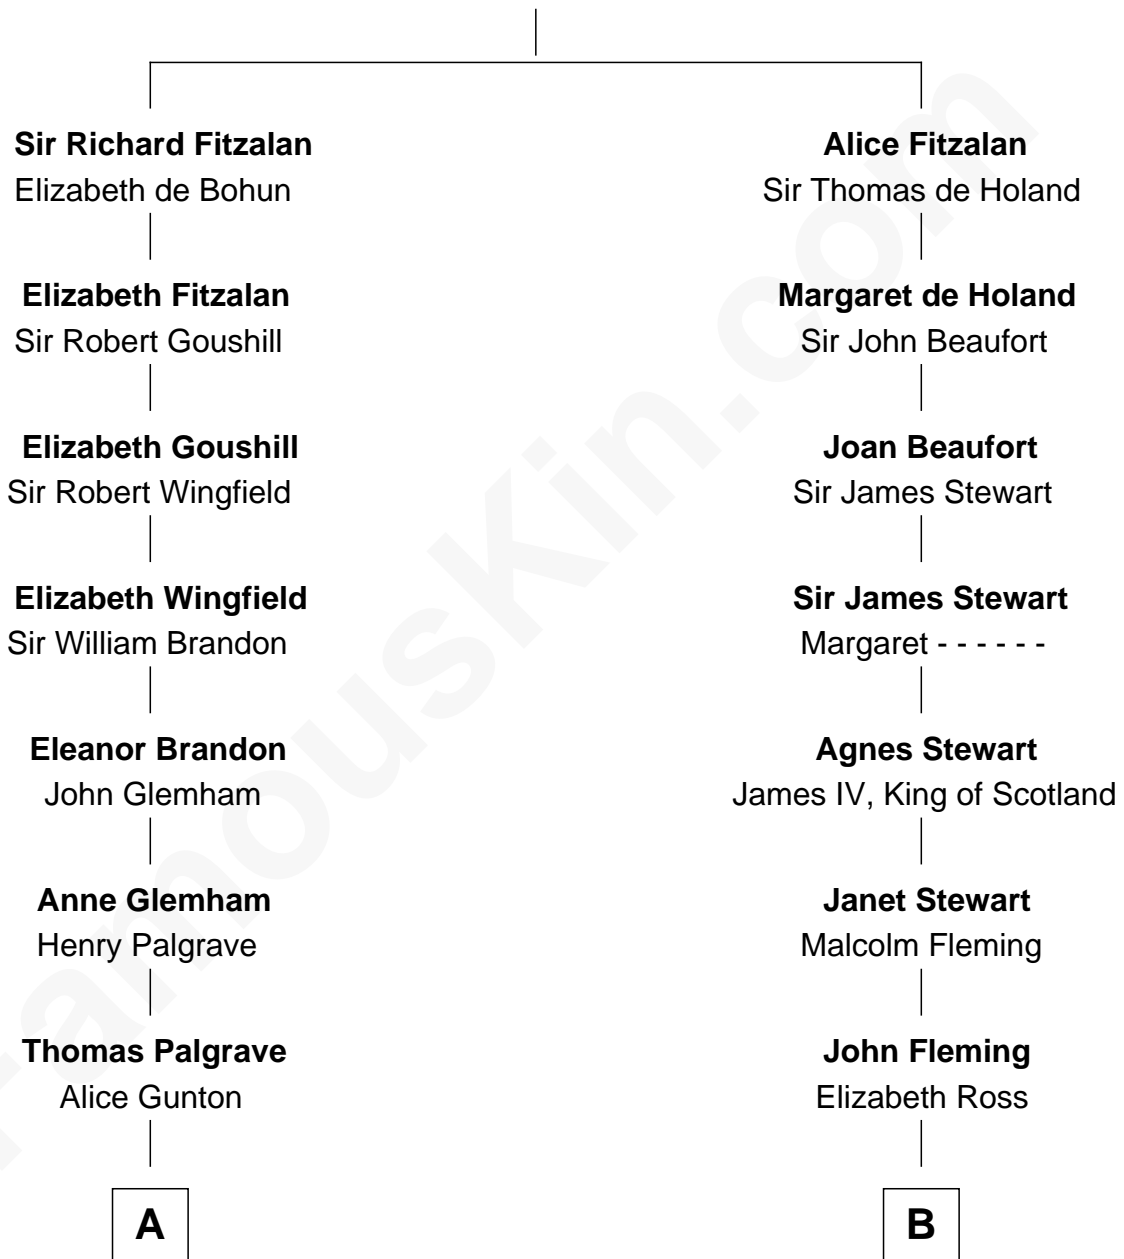 Sir Richard Fitzalan
Elizabeth de Bohun
Elizabeth Fitzalan
Sir Robert Goushill
Elizabeth Goushill
Sir Robert Wingfield
Elizabeth Wingfield
Sir William Brandon
Eleanor Brandon
John Glemham
Anne Glemham
Henry Palgrave
Thomas Palgrave
Alice Gunton
A
Alice Fitzalan
Sir Thomas de Holand
Margaret de Holand
Sir John Beaufort
Joan Beaufort
Sir James Stewart
Sir James Stewart
Margaret - - - - - -
Agnes Stewart
James IV, King of Scotland
Janet Stewart
Malcolm Fleming
John Fleming
Elizabeth Ross
B
FamousKin.com